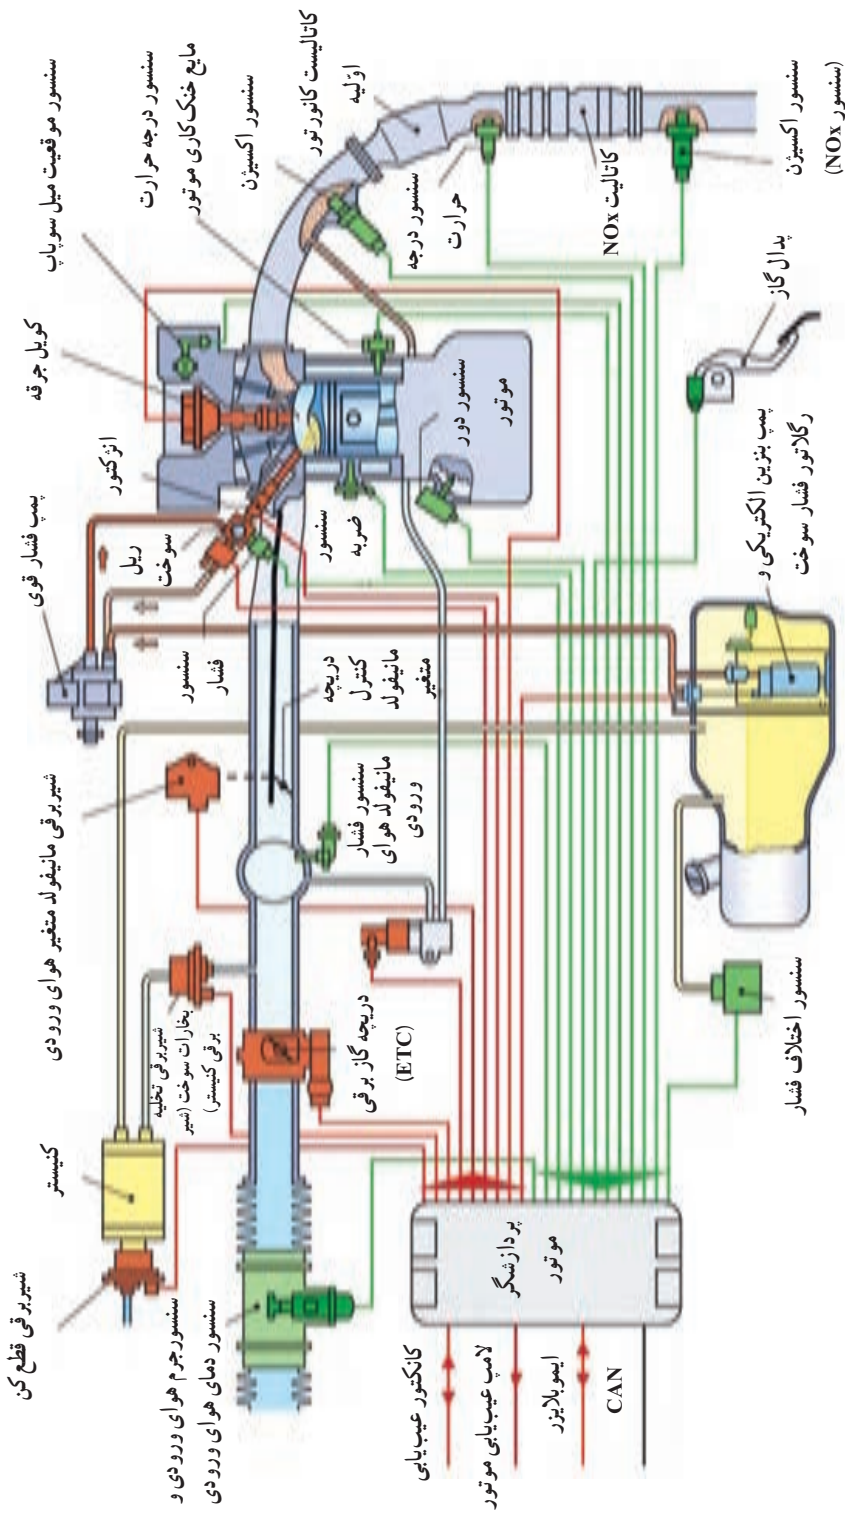 شیربرقی قطع کن
کنیستر
شیربرقی مانیفولد متغیر هوای ورودی
پمپ فشار قوی
انژکتور
کویل جرقه
سنسور موقعیت میل سوپاپ
سنسور درجه حرارت
مایع خنک‌کاری موتور
سنسور اکسیژن
کاتالیست کانورتور
اولیه
سنسور جرم هوای ورودی و
سنسور دمای هوای ورودی
شیربرقی تخلیه
بخارات سوخت (شیر
برقی کنیستر)
دریچه گاز برقی
(ETC)
سنسور فشار
مانیفولد هوای
ورودی
دریچه
کنترل
مانیفولد
متغیر
سنسور
فشار
ریل
سوخت
سنسور
ضربه
سنسور دور
موتور
سنسور درجه
حرارت
کاتالیت NOx
سنسور اکسیژن
(سنسور NOx)
پردازشگر
موتور
کانکتور عیب‌یابی
لامپ عیب‌یابی موتور
ایموبلایزر
CAN
سنسور اختلاف فشار
پمپ بنزین الکتریکی و
رگلاتور فشار سوخت
پدال گاز